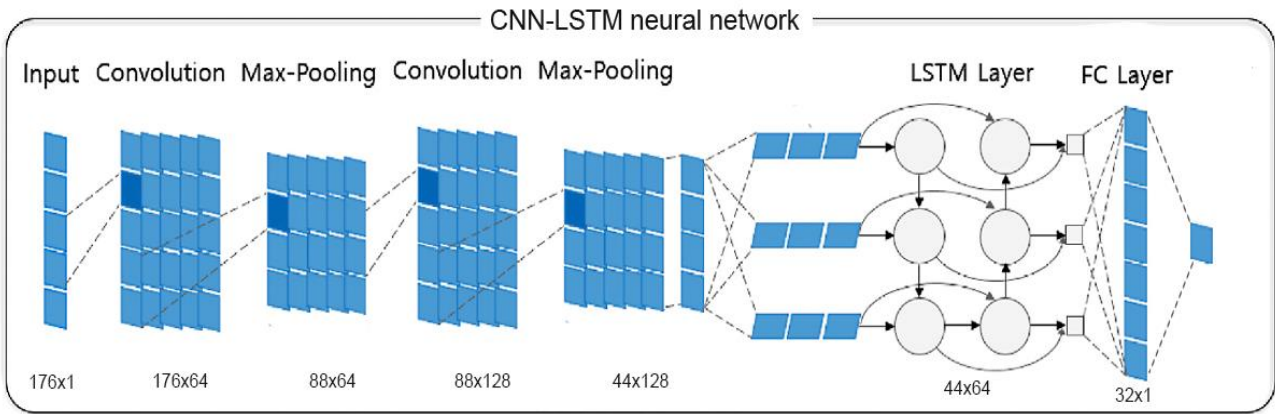 CNN-LSTM neural network
Input Convolution Max-Pooling Convolution Max-Pooling LSTM Layer FC Layer
176x1 176x64 88x64 88x128 44x128 44x64 32x1